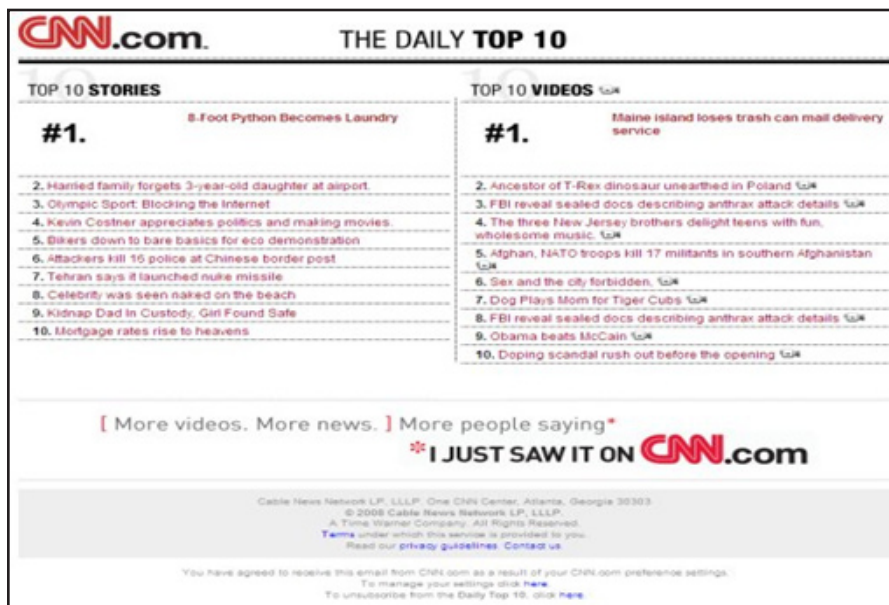 CNN.com.
THE DAILY TOP 10
TOP 10 STORIES
#1.
8-Foot Python Becomes Laundry
2. Harried family forgets 3-year-old daughter at airport.
3. Olympic Sport: Blocking the Internet
4. Kevin Costner appreciates politics and making movies.
5. Bikers down to bare basics for eco demonstration
6. Attackers kill 16 police at Chinese border post
7. Tehran says it launched nuke missile
8. Celebrity was seen naked on the beach
9. Kidnap Dad In Custody, Girl Found Safe
10. Mortgage rates rise to heavens
TOP 10 VIDEOS
#1.
Maine island loses trash can mail delivery
service
2. Ancestor of T-Rex dinosaur unearthed in Poland
3. FBI reveal sealed docs describing anthrax attack details
4. The three New Jersey brothers delight teens with fun,
wholesome music.
5. Afghan, NATO troops kill 17 militants in southern Afghanistan
6. Sex and the city forbidden.
7. Dog Plays Mom for Tiger Cubs
8. FBI reveal sealed docs describing anthrax attack details
9. Obama beats McCain
10. Doping scandal rush out before the opening
[ More videos. More news. ] More people saying*
*I JUST SAW IT ON CNN.com
Cable News Network LP, LLLP. One CNN Center, Atlanta, Georgia 30303
© 2008 Cable News Network LP, LLLP.
A Time Warner Company. All Rights Reserved.
Terms under which this service is provided to you.
Read our privacy guidelines. Contact us.
You have agreed to receive this email from CNN.com as a result of your CNN.com preference settings.
To manage your settings click here.
To unsubscribe from the Daily Top 10, click here.